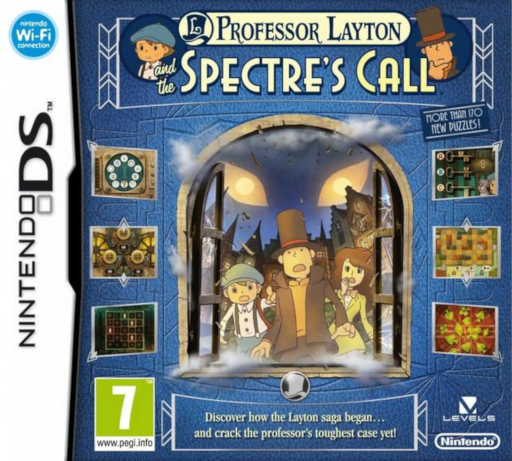 Nintendo
Wi-Fi
connection
NINTENDO DS™
L PROFESSOR LAYTON
and the SPECTRE'S CALL
MORE THAN 170
NEW PUZZLES!
A
B
C
7
www.pegi.info
Discover how the Layton saga began...
and crack the professor's toughest case yet!
LEVEL5
Nintendo